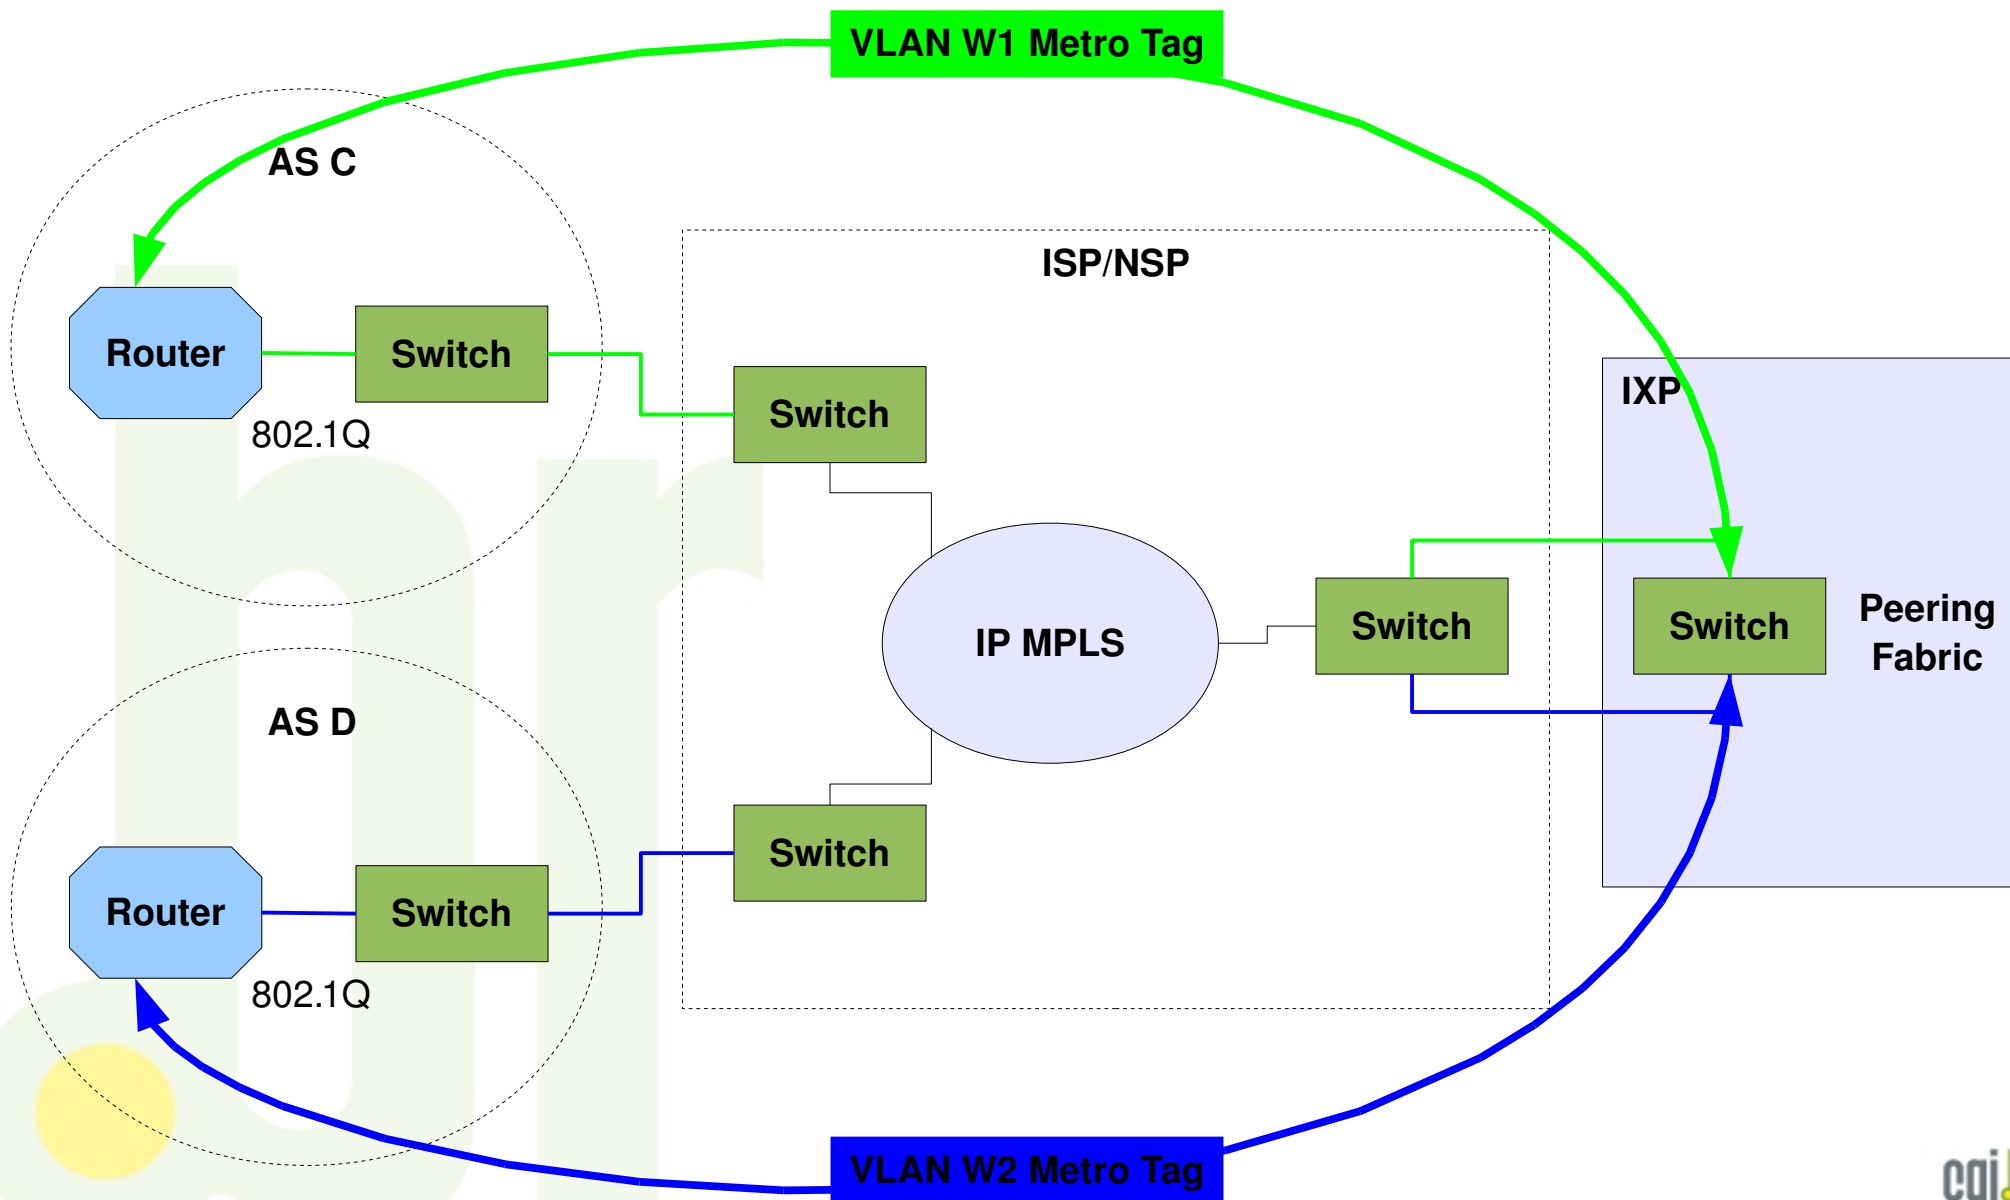 VLAN W1 Metro Tag
AS C
ISP/NSP
Router
Switch
802.1Q
Switch
IXP
IP MPLS
Switch
Switch
Peering
Fabric
AS D
Switch
Router
Switch
802.1Q
VLAN W2 Metro Tag